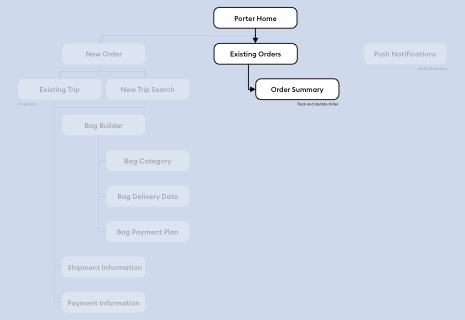 Porter Home
New Order
Existing Orders
Push Notifications
Existing Trip
New Trip Search
Order Summary
Track and Update Order
Bag Builder
Bag Category
Bag Delivery Date
Bag Payment Plan
Shipment Information
Payment Information